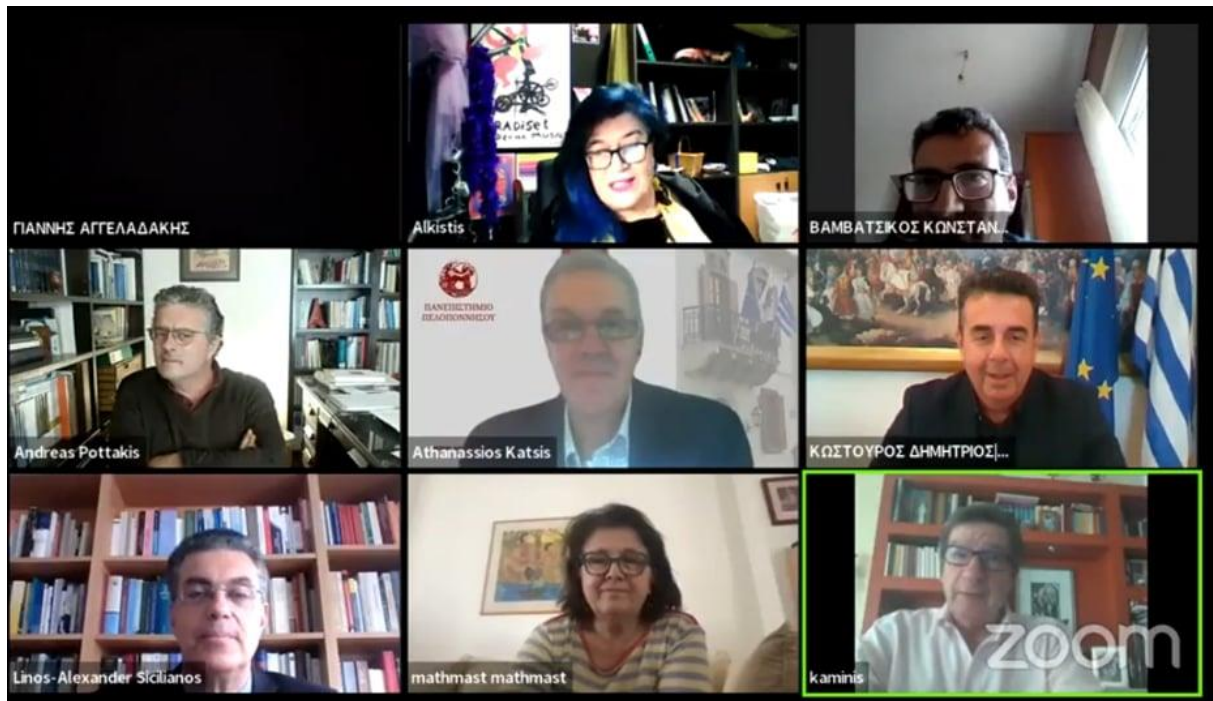 ΓΙΑΝΝΗΣ ΑΓΓΕΛΑΔΑΚΗΣ
RADiSet
Alkistis
ΒΑΜΒΑΤΣΙΚΟΣ ΚΩΝΣΤΑΝ...
Andreas Pottakis
ΠΑΝΕΠΙΣΤΗΜΙΟ
ΠΕΛΟΠΟΝΝΗΣΟΥ
Athanassios Katsis
ΚΩΣΤΟΥΡΟΣ ΔΗΜΗΤΡΙΟΣ|...
Linos-Alexander Sicilianos
mathmast mathmast
kaminis
zoom